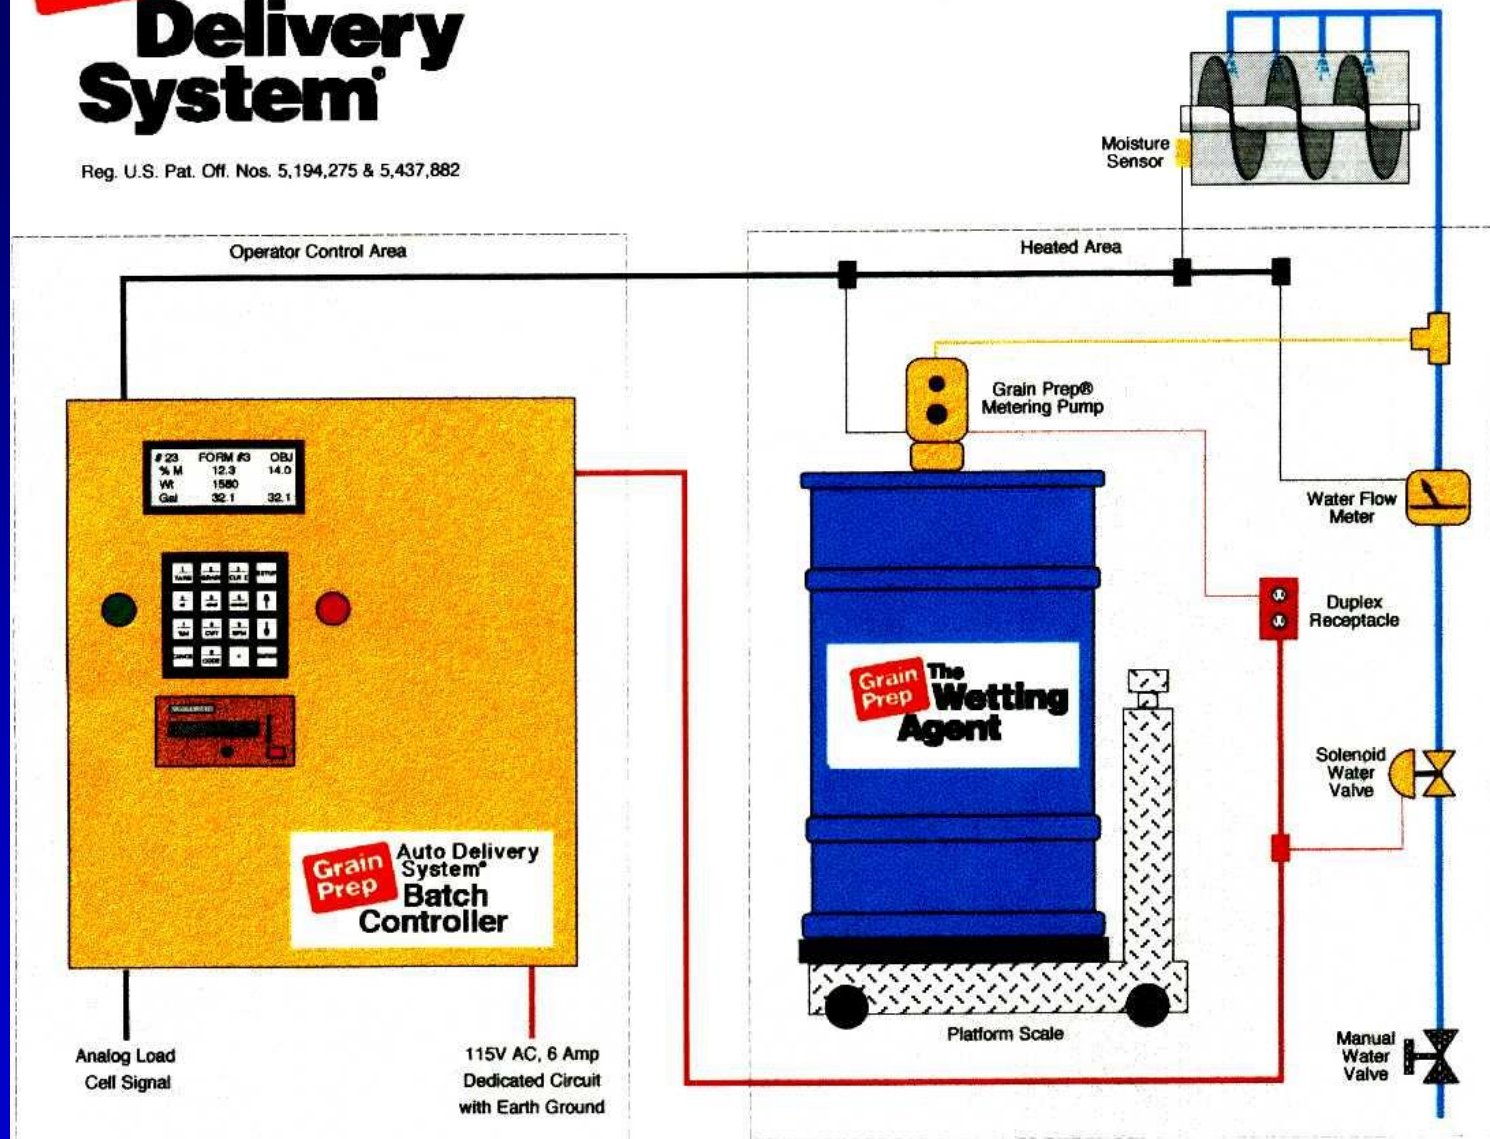 Delivery
System®
Reg. U.S. Pat. Off. Nos. 5,194,275 & 5,437,882
Moisture
Sensor
Operator Control Area
Heated Area
Grain Prep®
Metering Pump
# 23 FORM #3 OBJ
% M 12.3 14.0
Wt 1580
Gal 32.1 32.1
Water Flow
Meter
Duplex
Receptacle
Grain
Prep
The
Wetting
Agent
Solenoid
Water
Valve
Grain
Prep
Auto Delivery
System®
Batch
Controller
Platform Scale
Manual
Water
Valve
Analog Load
Cell Signal
115V AC, 6 Amp
Dedicated Circuit
with Earth Ground